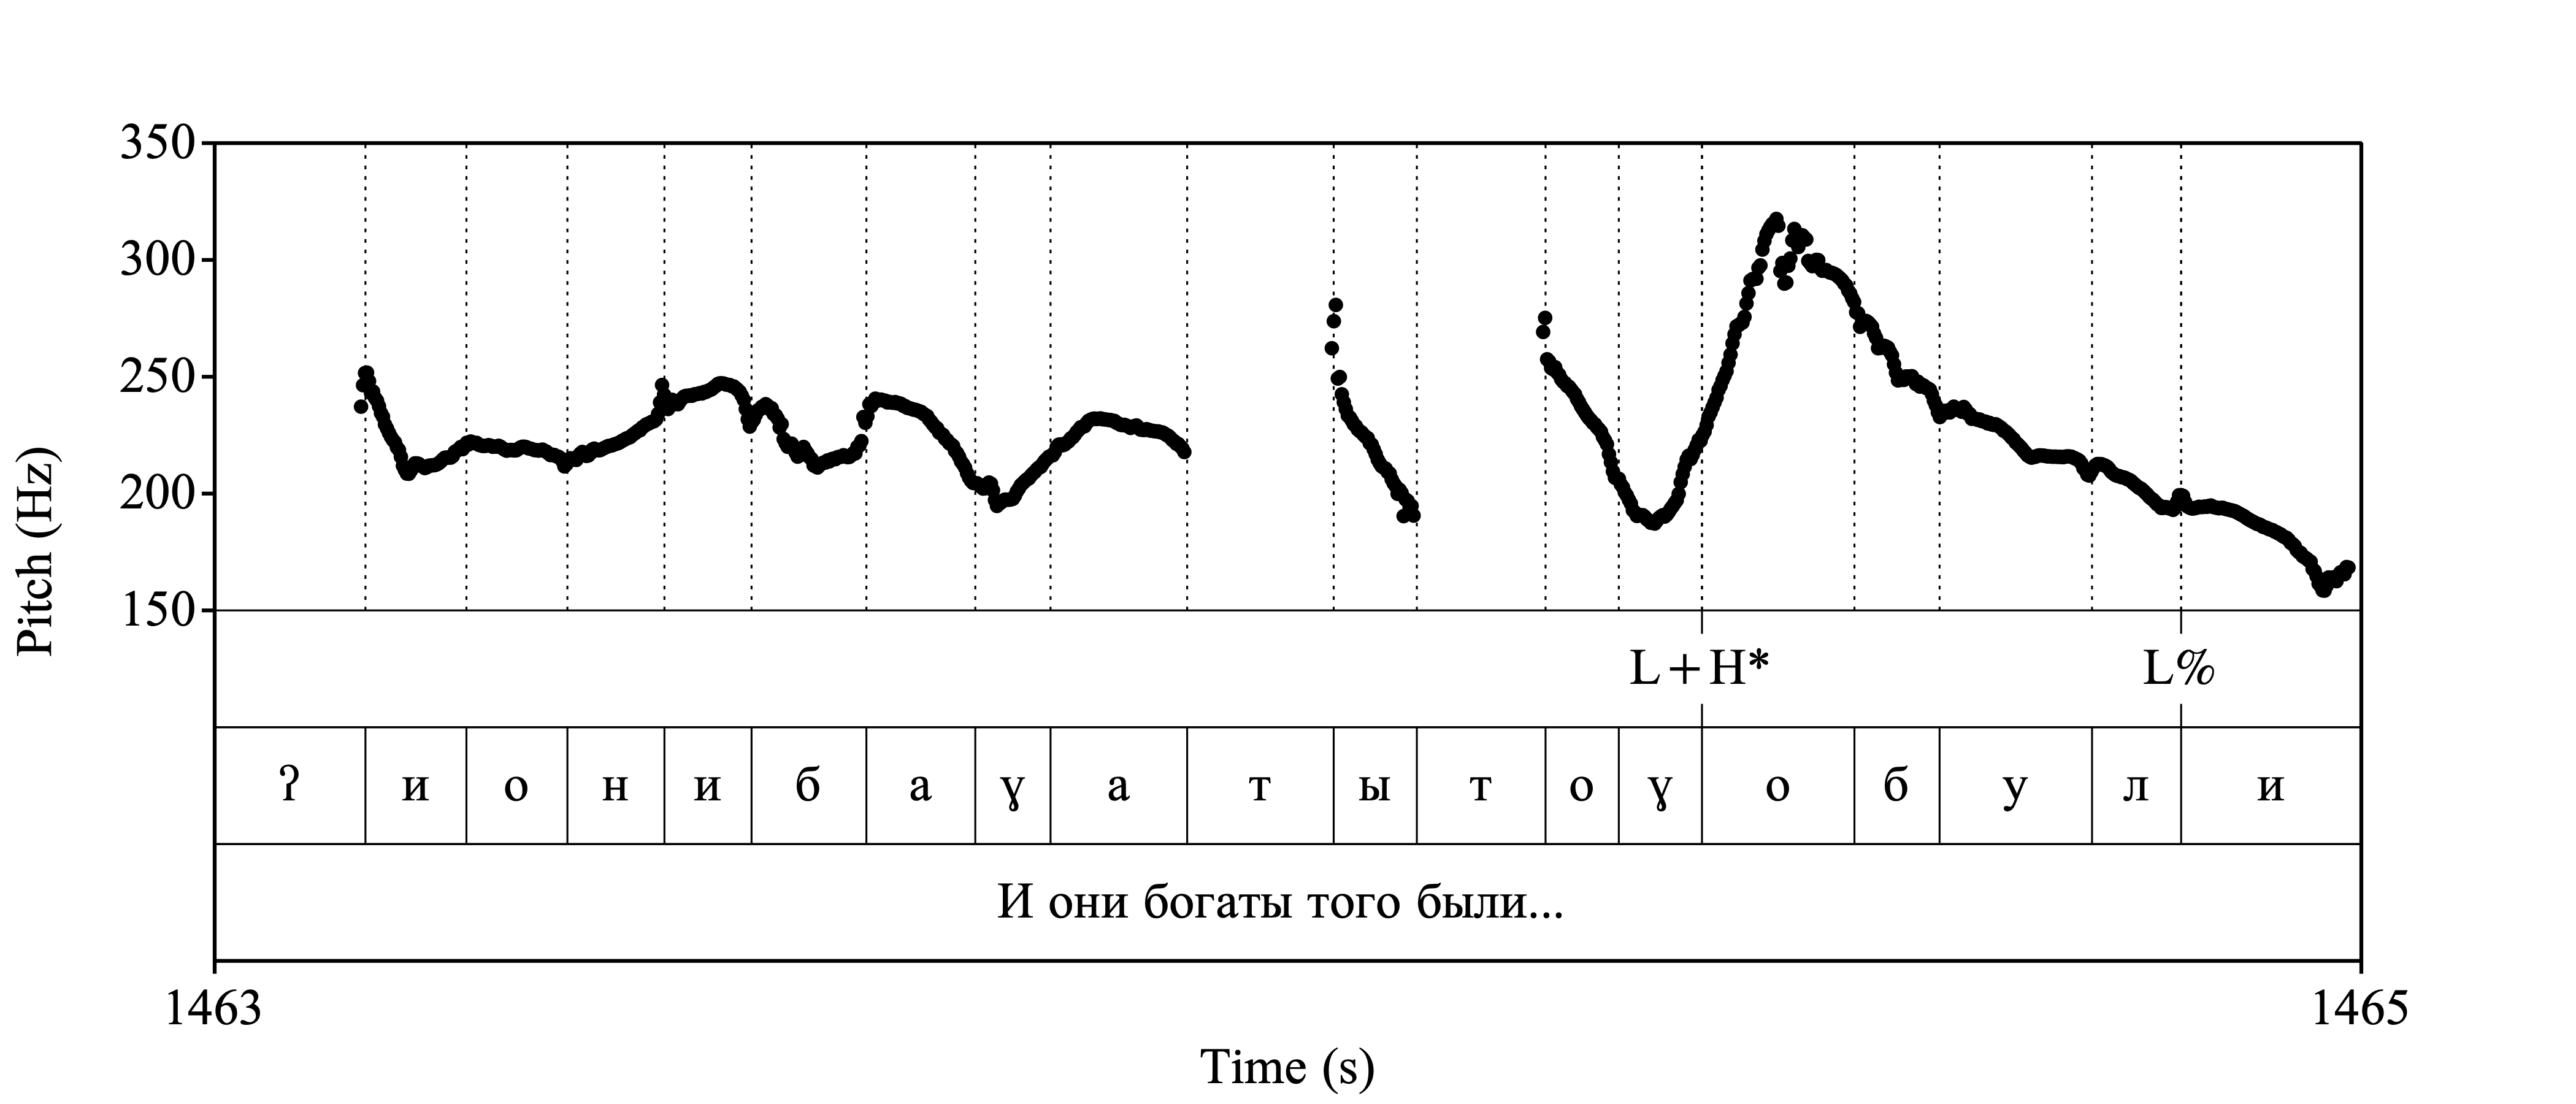 350
300
250
200
150
Pitch (Hz)
L+H* L%
ʔ и о н и б а ɣ а т ы т о ɣ о б у л и
И они богаты того были...
1463 1465
Time (s)